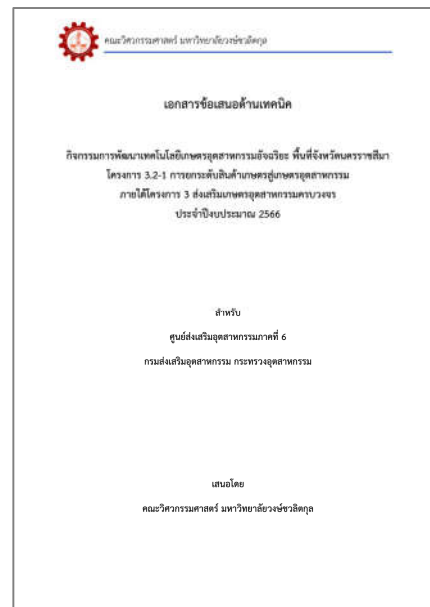 คณะวิศวกรรมศาสตร์ มหาวิทยาลัยวงษ์ชวลิตกุล
เอกสารข้อเสนอด้านเทคนิค
กิจกรรมการพัฒนาเทคโนโลยีเกษตรอุตสาหกรรมอัจฉริยะ พื้นที่จังหวัดนครราชสีมา
โครงการ 3.2-1 การยกระดับสินค้าเกษตรสู่เกษตรอุตสาหกรรม
ภายใต้โครงการ 3 ส่งเสริมเกษตรอุตสาหกรรมครบวงจร
ประจำปีงบประมาณ 2566
สำหรับ
ศูนย์ส่งเสริมอุตสาหกรรมภาคที่ 6
กรมส่งเสริมอุตสาหกรรม กระทรวงอุตสาหกรรม
เสนอโดย
คณะวิศวกรรมศาสตร์ มหาวิทยาลัยวงษ์ชวลิตกุล